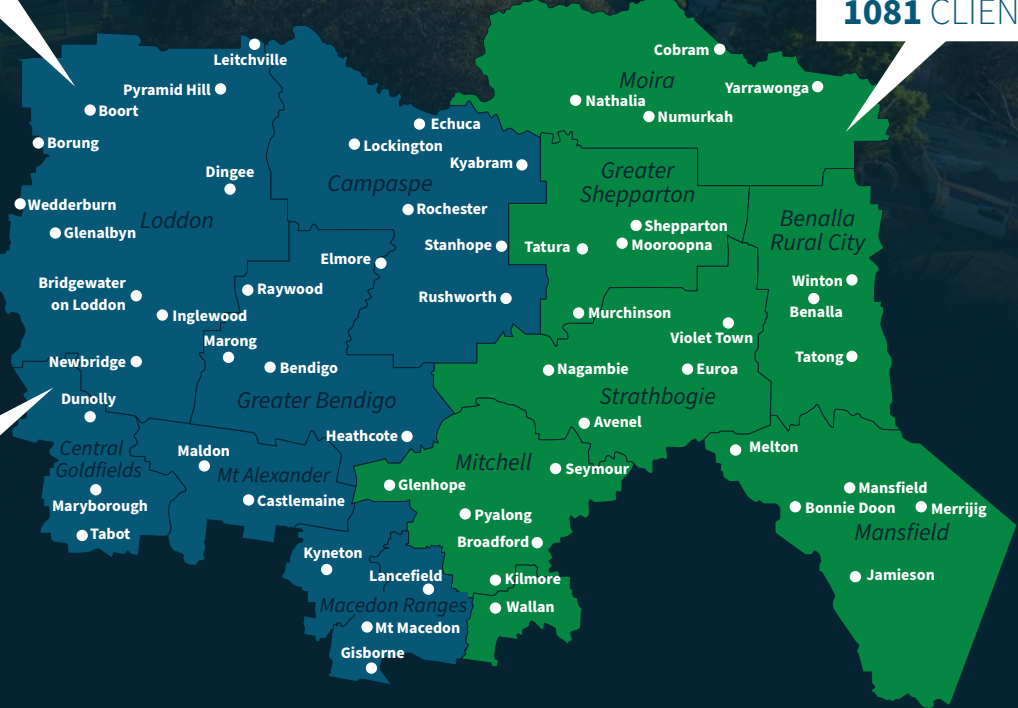 1081 CLIEN
Leitchville
Pyramid Hill
Boort
Borung
Dingee
Wedderburn
Loddon
Glenalbyn
Bridgewater
on Loddon
Inglewood
Newbridge
Echuca
Lockington
Kyabram
Campaspe
Rochester
Stanhope
Rushworth
Elmore
Raywood
Marong
Bendigo
Greater Bendigo
Heathcote
Dunolly
Central
Goldfields
Maryborough
Tabot
Maldon
Mt Alexander
Castlemaine
Kyneton
Lancefield
Macedon Ranges
Mt Macedon
Gisborne
Cobram
Moira
Yarrawonga
Nathalia
Numurkah
Greater
Shepparton
Shepparton
Mooroopna
Tatura
Murchinson
Benalla
Rural City
Winton
Benalla
Tatong
Violet Town
Nagambie
Euroa
Strathbogie
Avenel
Mitchell
Seymour
Glenhope
Pyalong
Broadford
Kilmore
Wallan
Melton
Mansfield
Bonnie Doon
Merrijig
Mansfield
Jamieson